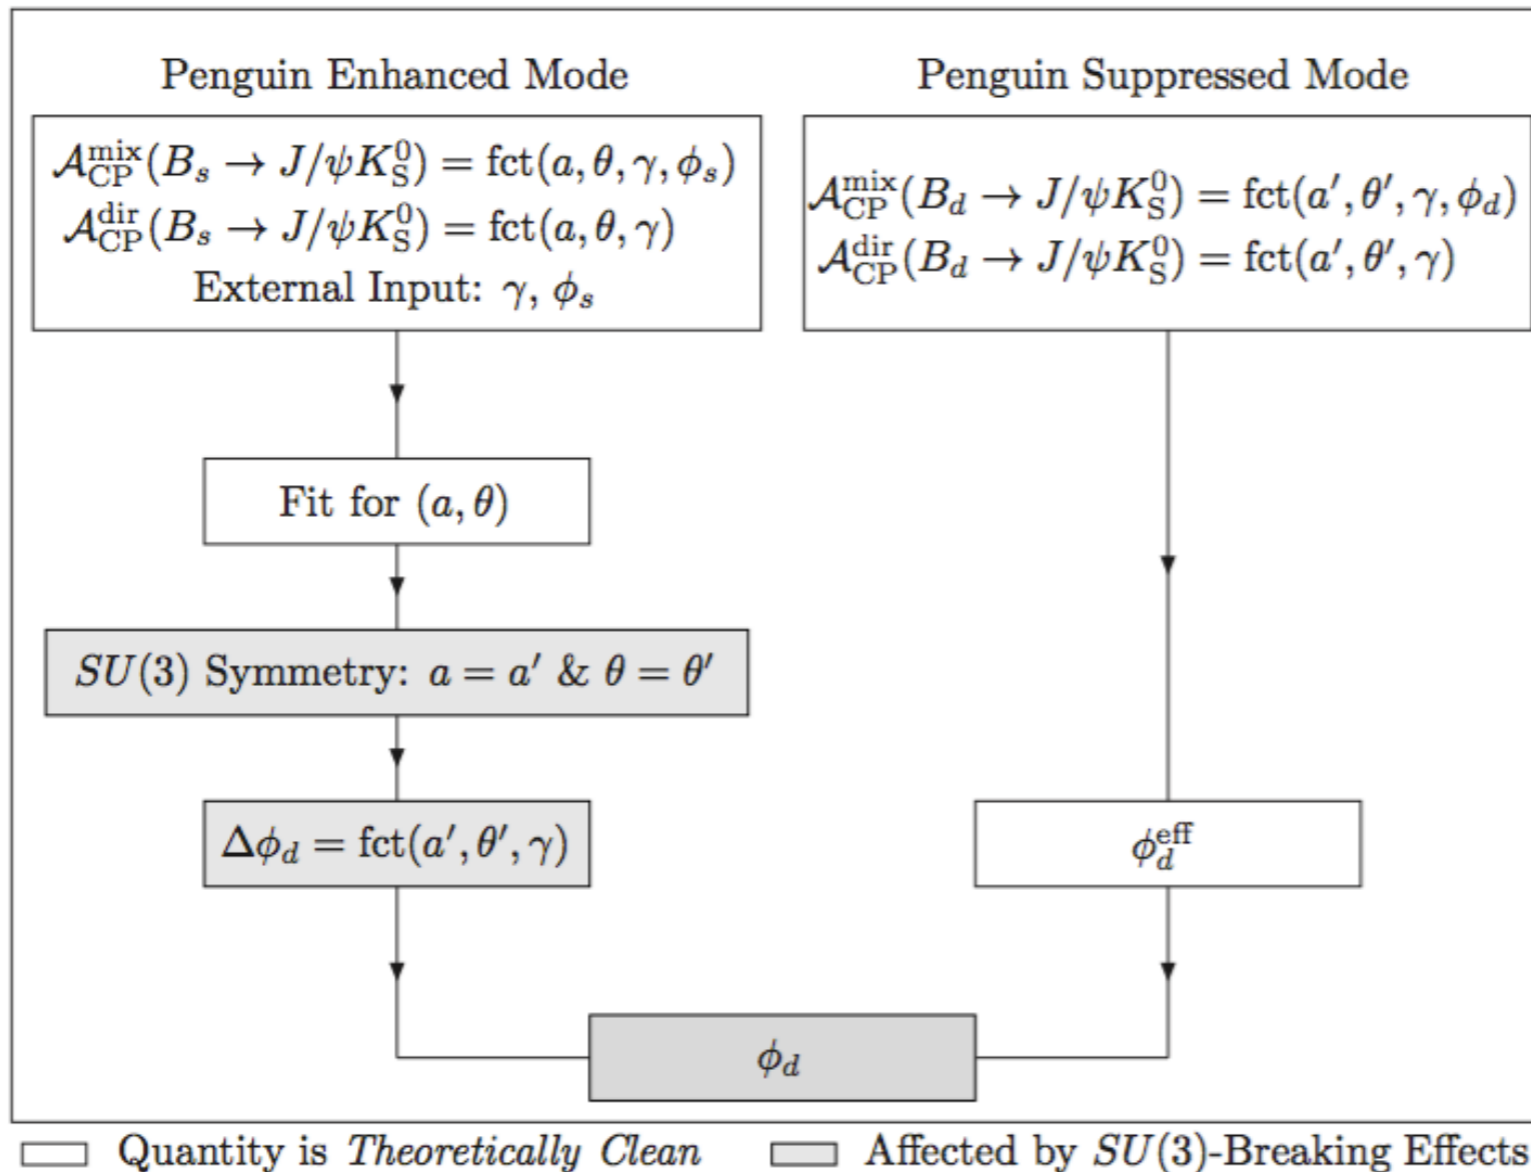 Penguin Enhanced Mode
𝒜_CP^mix(B_s → J/ψK_S^0) = fct(a, θ, γ, ϕ_s)
𝒜_CP^dir(B_s → J/ψK_S^0) = fct(a, θ, γ)
External Input: γ, ϕ_s
Fit for (a, θ)
SU(3) Symmetry: a = a′ & θ = θ′
Δϕ_d = fct(a′, θ′, γ)
Penguin Suppressed Mode
𝒜_CP^mix(B_d → J/ψK_S^0) = fct(a′, θ′, γ, ϕ_d)
𝒜_CP^dir(B_d → J/ψK_S^0) = fct(a′, θ′, γ)
ϕ_d^eff
ϕ_d
Quantity is Theoretically Clean
Affected by SU(3)-Breaking Effects